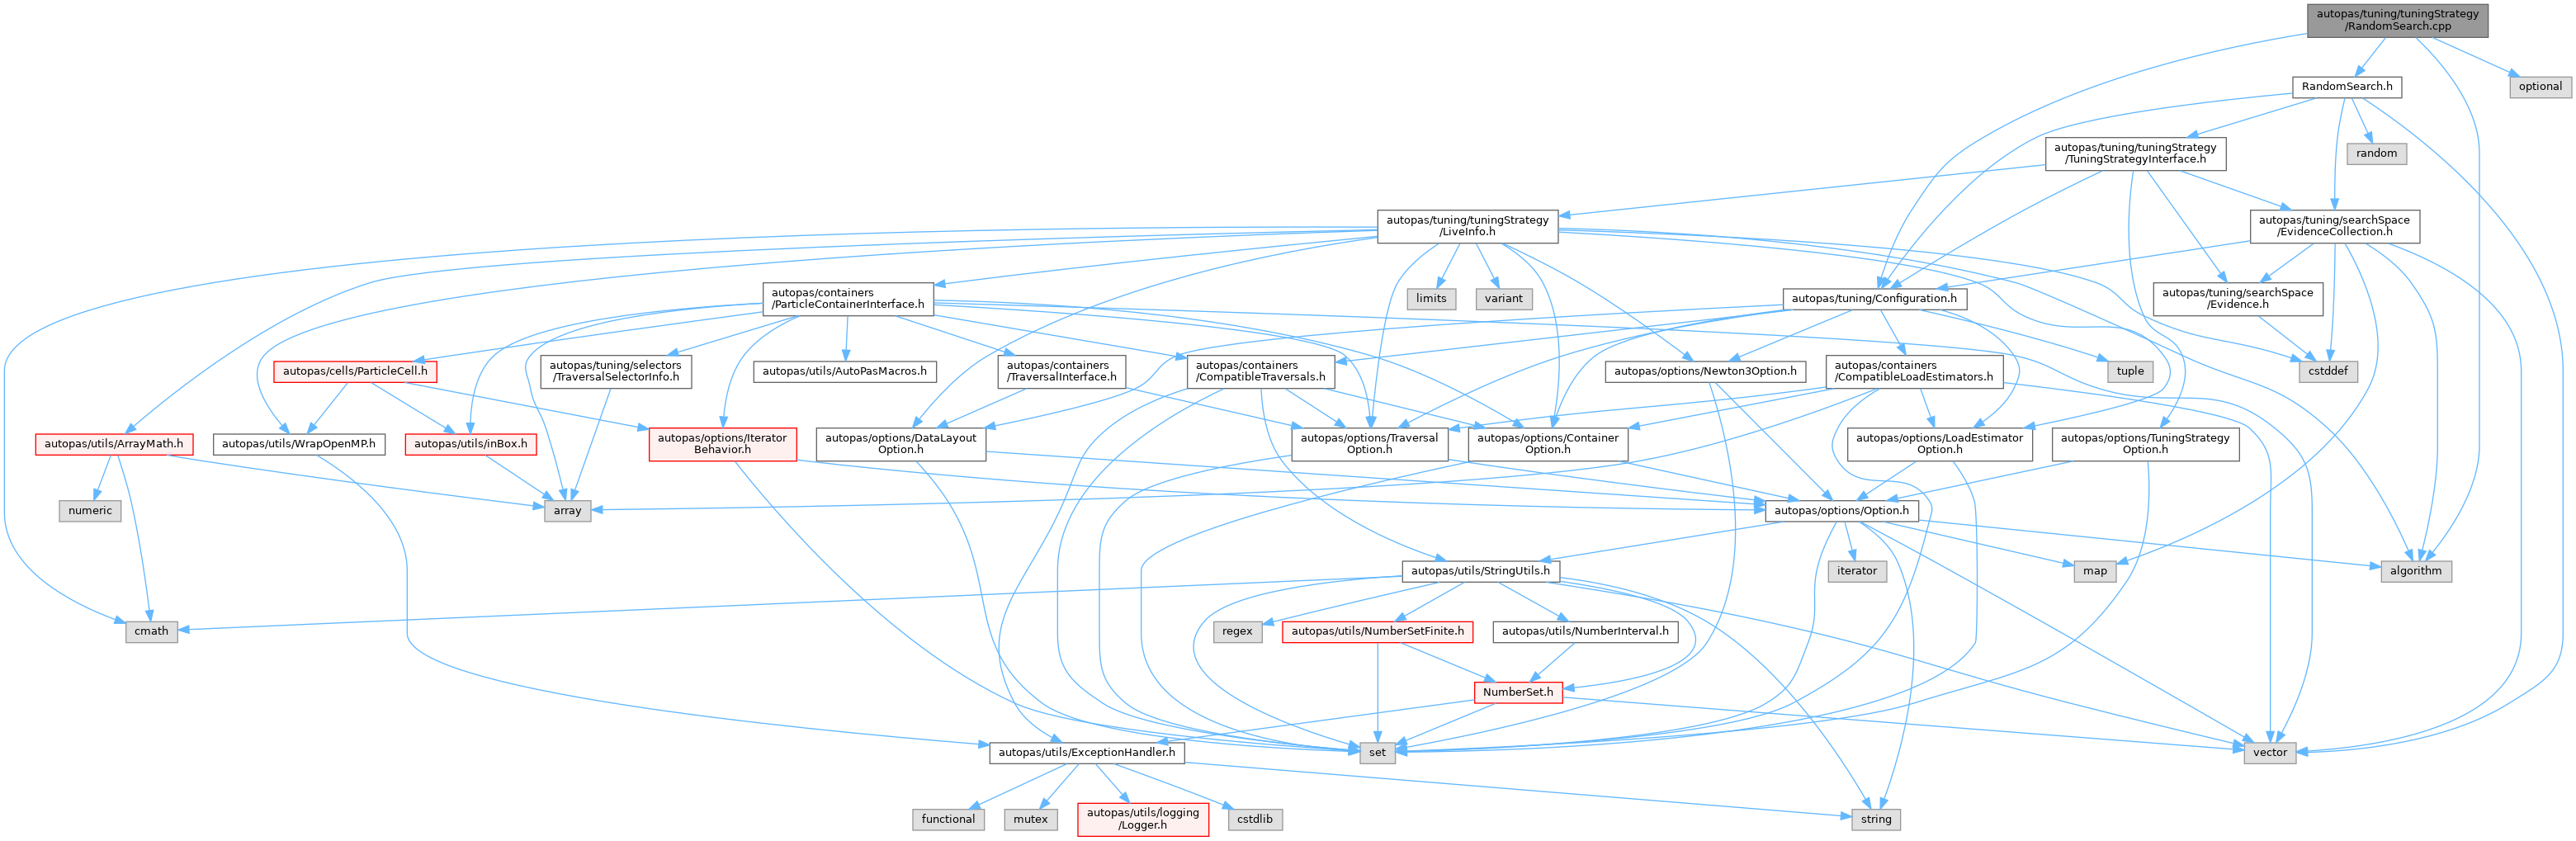 autopas/tuning/tuningStrategy
/RandomSearch.cpp
RandomSearch.h
optional
autopas/tuning/tuningStrategy
/TuningStrategyInterface.h
random
autopas/tuning/tuningStrategy
/LiveInfo.h
autopas/tuning/searchSpace
/EvidenceCollection.h
autopas/containers
/ParticleContainerInterface.h
limits
variant
autopas/tuning/Configuration.h
autopas/tuning/searchSpace
/Evidence.h
autopas/cells/ParticleCell.h
autopas/tuning/selectors
/TraversalSelectorInfo.h
autopas/utils/AutoPasMacros.h
autopas/containers
/TraversalInterface.h
autopas/containers
/CompatibleTraversals.h
autopas/options/Newton3Option.h
autopas/containers
/CompatibleLoadEstimators.h
tuple
cstddef
autopas/utils/ArrayMath.h
autopas/utils/WrapOpenMP.h
autopas/utils/inBox.h
autopas/options/Iterator
Behavior.h
autopas/options/DataLayout
Option.h
autopas/options/Traversal
Option.h
autopas/options/Container
Option.h
autopas/options/LoadEstimator
Option.h
autopas/options/TuningStrategy
Option.h
numeric
array
autopas/options/Option.h
autopas/utils/StringUtils.h
iterator
map
algorithm
cmath
regex
autopas/utils/NumberSetFinite.h
autopas/utils/NumberInterval.h
NumberSet.h
autopas/utils/ExceptionHandler.h
set
vector
functional
mutex
autopas/utils/logging
/Logger.h
cstdlib
string